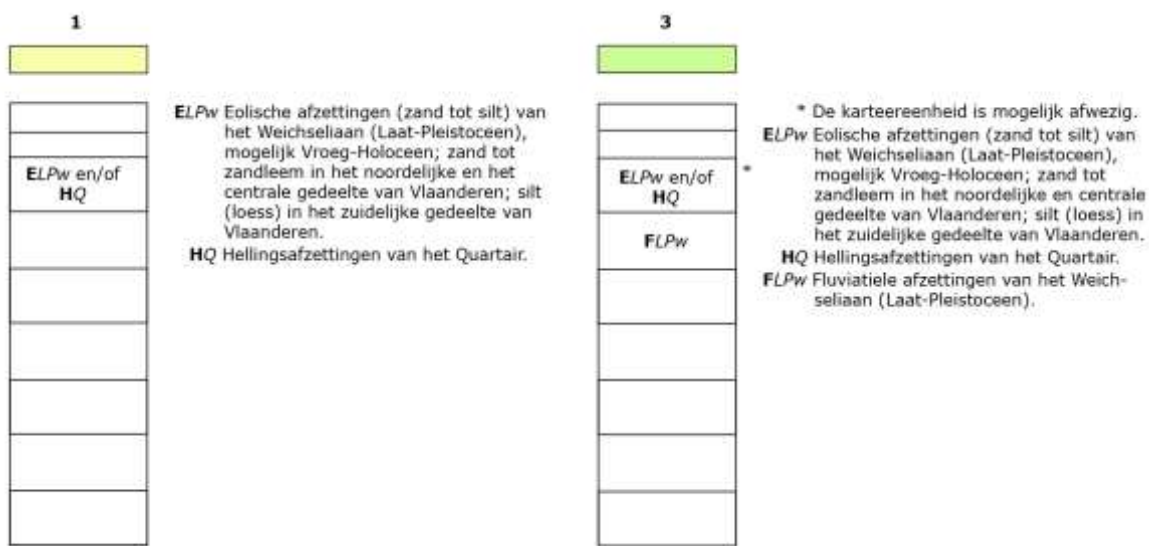 1
ELPw en/of
HQ
ELPw Eolische afzettingen (zand tot silt) van
het Weichseliaan (Laat-Pleistoceen),
mogelijk Vroeg-Holoceen; zand tot
zandleem in het noordelijke en het
centrale gedeelte van Vlaanderen; silt
(loess) in het zuidelijke gedeelte van
Vlaanderen.
HQ Hellingsafzettingen van het Quartair.
3
ELPw en/of
HQ
*
FLPw
* De karteereenheid is mogelijk afwezig.
ELPw Eolische afzettingen (zand tot silt) van
het Weichseliaan (Laat-Pleistoceen),
mogelijk Vroeg-Holoceen; zand tot
zandleem in het noordelijke en centrale
gedeelte van Vlaanderen; silt (loess) in
het zuidelijke gedeelte van Vlaanderen.
HQ Hellingsafzettingen van het Quartair.
FLPw Fluviatiele afzettingen van het Weich-
seliaan (Laat-Pleistoceen).